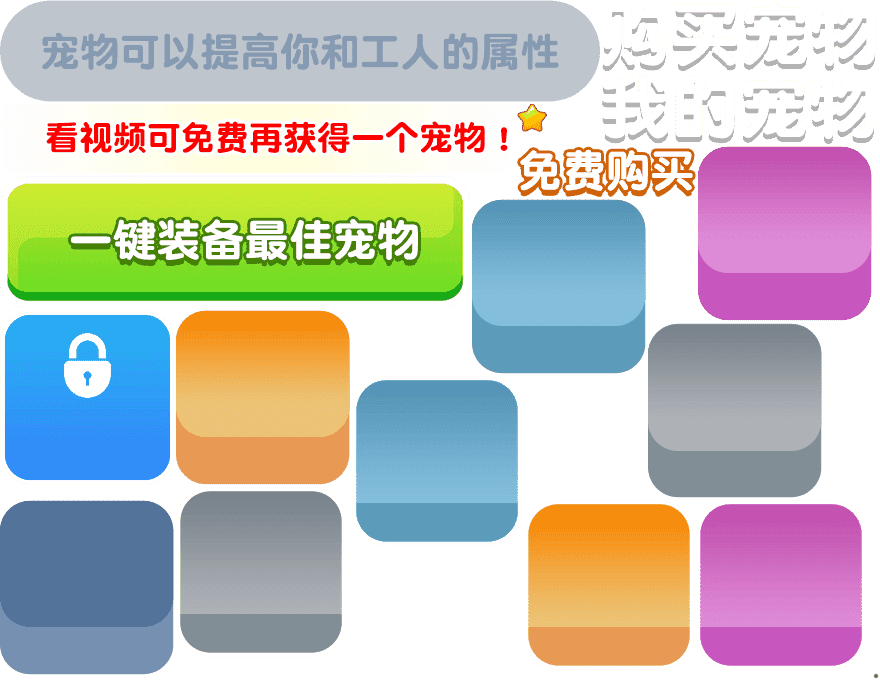 宠物可以提高你和工人的属性
购买宠物
我的宠物
看视频可免费再获得一个宠物！
免费购买
一键装备最佳宠物